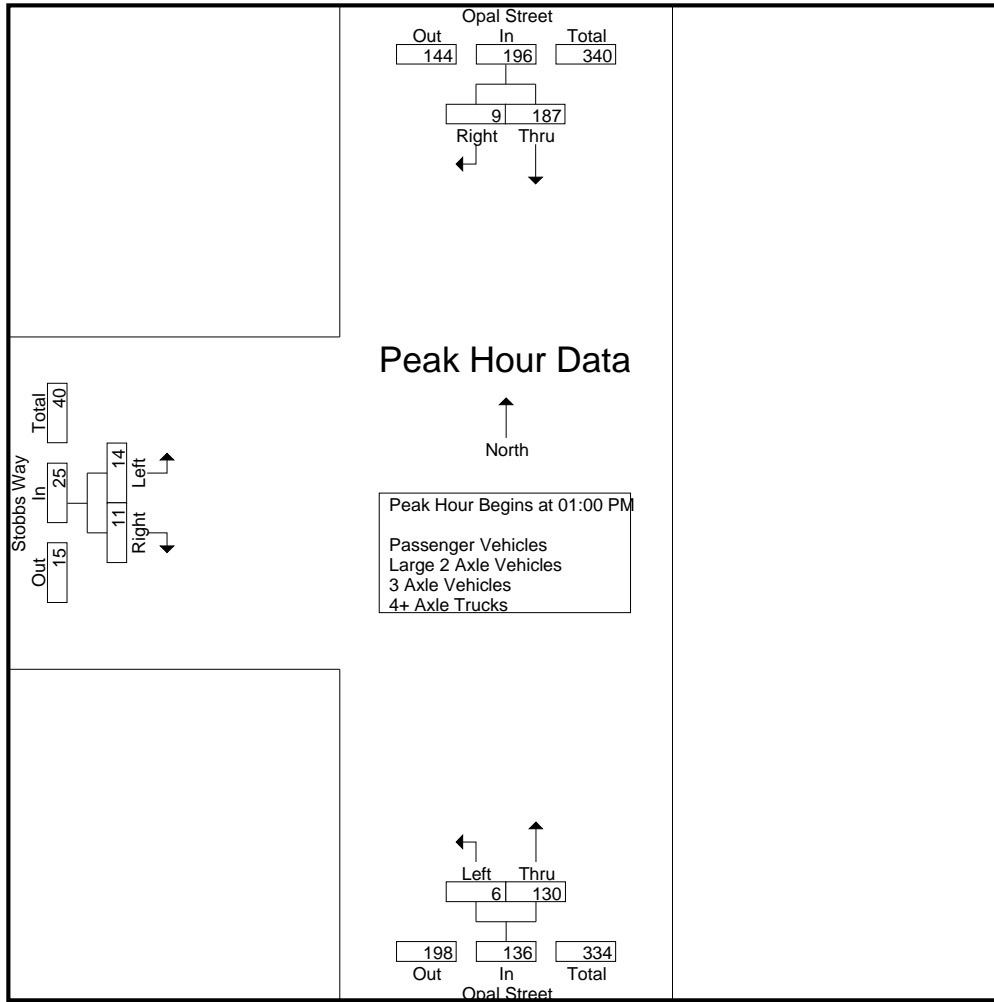 Opal Street
Out In Total
144 196 340
9 187
Right Thru
Peak Hour Data
North
Stobbs Way
Out In Total
15 25 40
11 14
Right Left
Peak Hour Begins at 01:00 PM
Passenger Vehicles
Large 2 Axle Vehicles
3 Axle Vehicles
4+ Axle Trucks
Left Thru
6 130
198 136 334
Out In Total
Opal Street